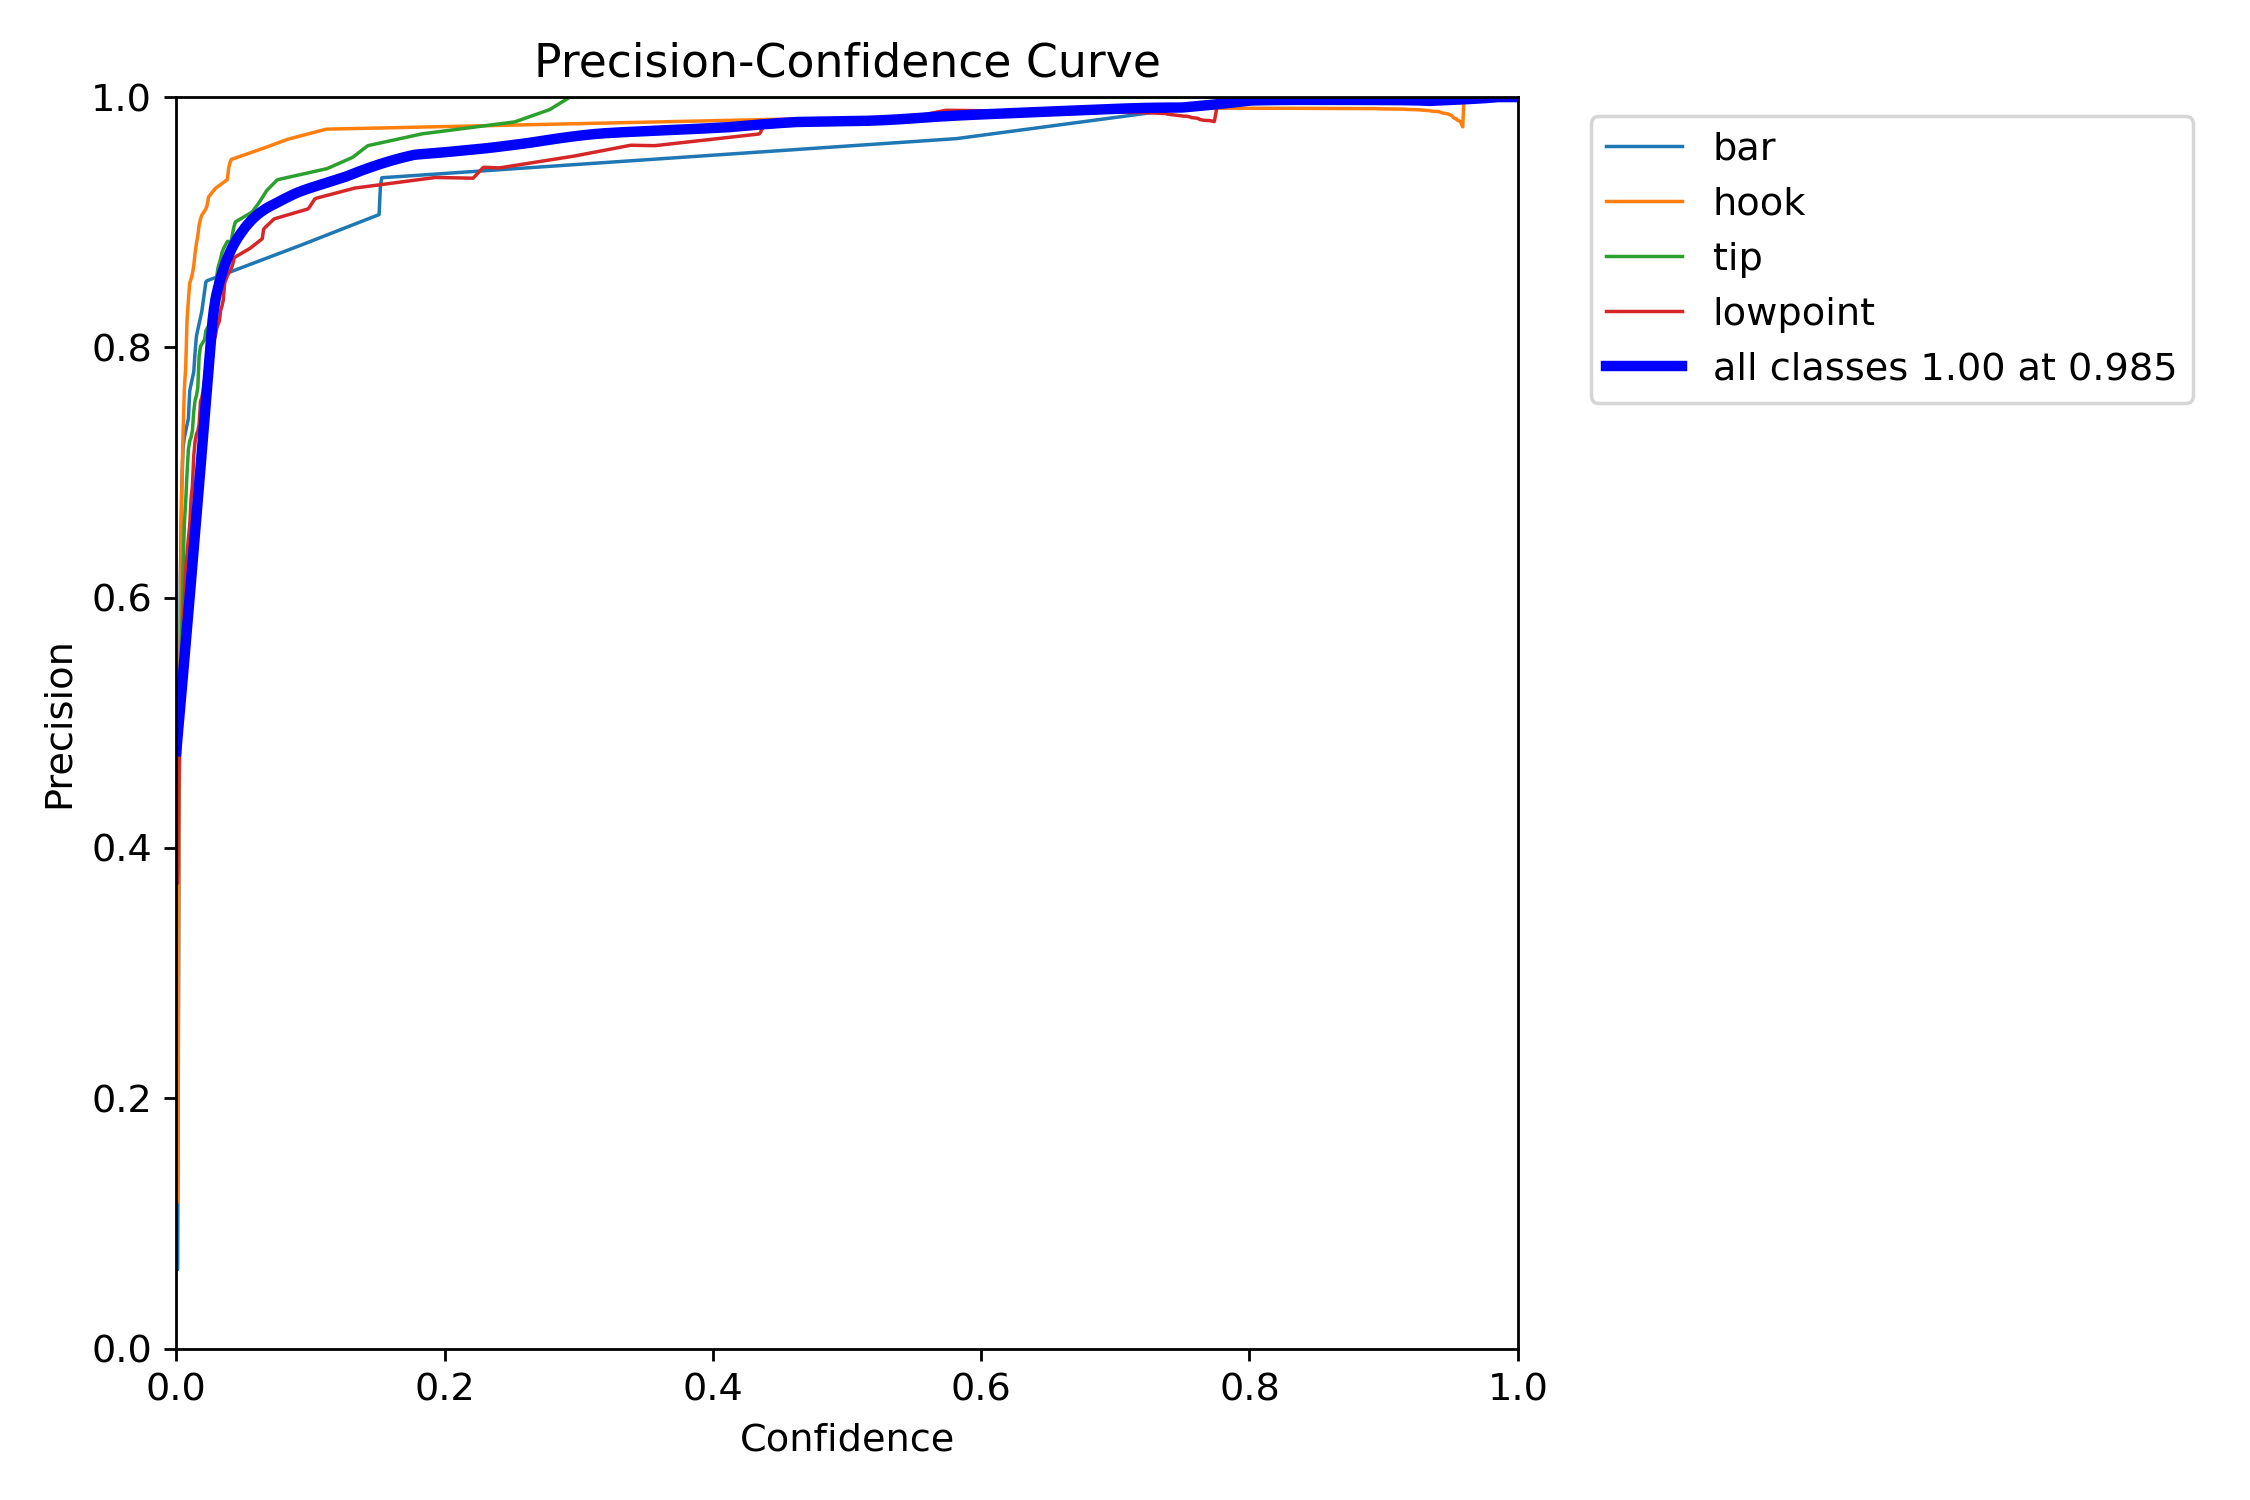 Precision-Confidence Curve
1.0
0.8
0.6
0.4
0.2
0.0
Precision
0.0 0.2 0.4 0.6 0.8 1.0
Confidence
bar
hook
tip
lowpoint
all classes 1.00 at 0.985